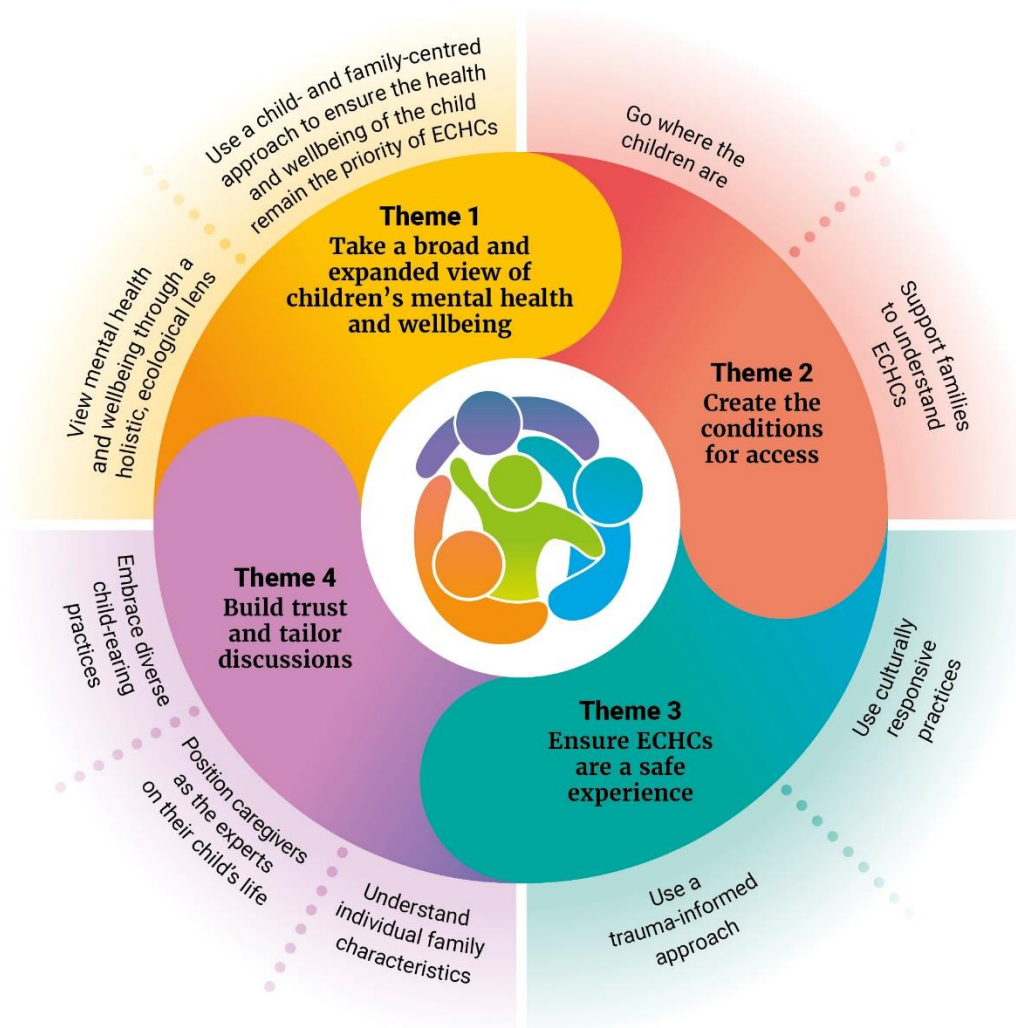 Use a child- and family-centred
approach to ensure the health
and wellbeing of the child
remain the priority of ECHCs
View mental health
and wellbeing through a
holistic, ecological lens
Theme 1
Take a broad and
expanded view of
children’s mental health
and wellbeing
Go where the
children are
Support families
to understand
ECHCs
Theme 2
Create the
conditions
for access
Use culturally
responsive
practices
Use a
trauma-informed
approach
Theme 3
Ensure ECHCs
are a safe
experience
Theme 4
Build trust
and tailor
discussions
Embrace diverse
child-rearing
practices
Position caregivers
as the experts
on their child’s life
Understand
individual family
characteristics